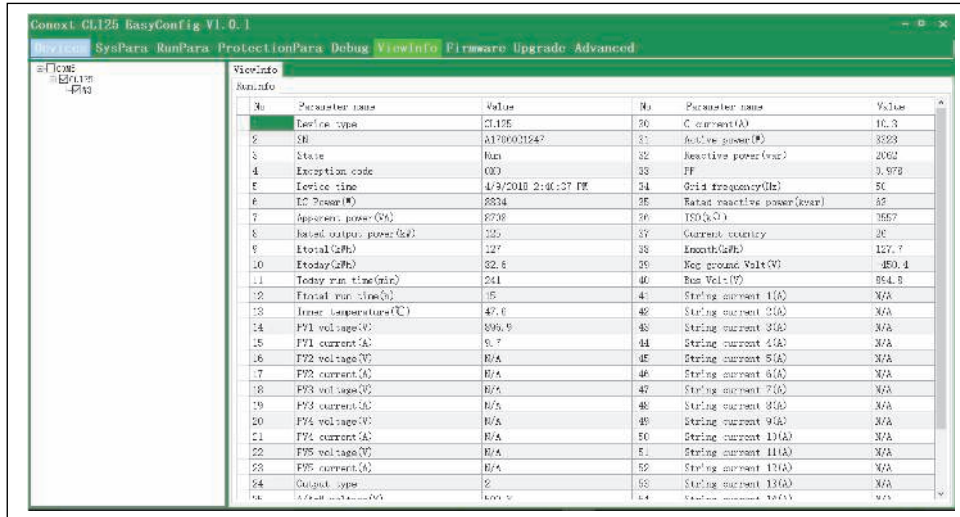 Conext CL125 EasyConfig V1.0.1
Devices SysPara RunPara ProtectionPara Debug ViewInfo Firmware Upgrade Advanced
CL125
ViewInfo
RunInfo
No Parameter name Value No Parameter name Value
Device type CL125 30 C current(A) 10.3
2 SN 31 Active power(W)
3 State Run 32 Reactive power(var) 2062
4 Exception code 33 PF 0.978
5 Device time 4/9/2018 34 Grid frequency(Hz) 50
6 DC Power(W) 8834 35 Rated reactive power(kvar)
7 Apparent power(VA) 8708 36 ISO(kΩ)
8 Rated output power(kW) 125 37 Current country 26
9 Etotal(kWh) 127 38 Emonth(kWh) 127.7
10 Etoday(kWh) 32.6 39 Neg ground Volt(V) -450.4
11 Today run time(min) 241 40 Bus Volt(V)
12 Etotal run time(h) 15 41 String current 1(A) N/A
13 Inner temperature(℃) 47.6 42 String current 2(A) N/A
14 PV1 voltage(V) 43 String current 3(A) N/A
15 PV1 current(A) 9.7 44 String current 4(A) N/A
16 PV2 voltage(V) N/A 45 String current 5(A) N/A
17 PV2 current(A) N/A 46 String current 6(A) N/A
18 PV3 voltage(V) N/A 47 String current 7(A) N/A
19 PV3 current(A) N/A 48 String current 8(A) N/A
20 PV4 voltage(V) N/A 49 String current 9(A) N/A
21 PV4 current(A) N/A 50 String current 10(A) N/A
22 PV5 voltage(V) N/A 51 String current 11(A) N/A
23 PV5 current(A) N/A 52 String current 12(A) N/A
24 Output type 2 53 String current 13(A) N/A